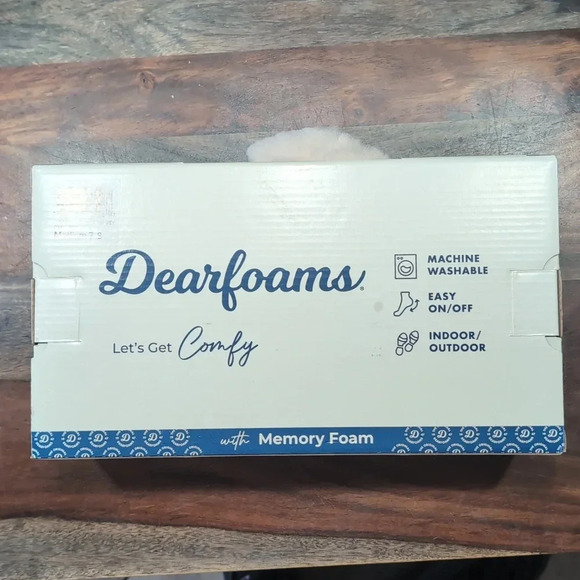 Dearfoams®
Let's Get Comfy
MACHINE
WASHABLE
EASY
ON/OFF
INDOOR/
OUTDOOR
with Memory Foam